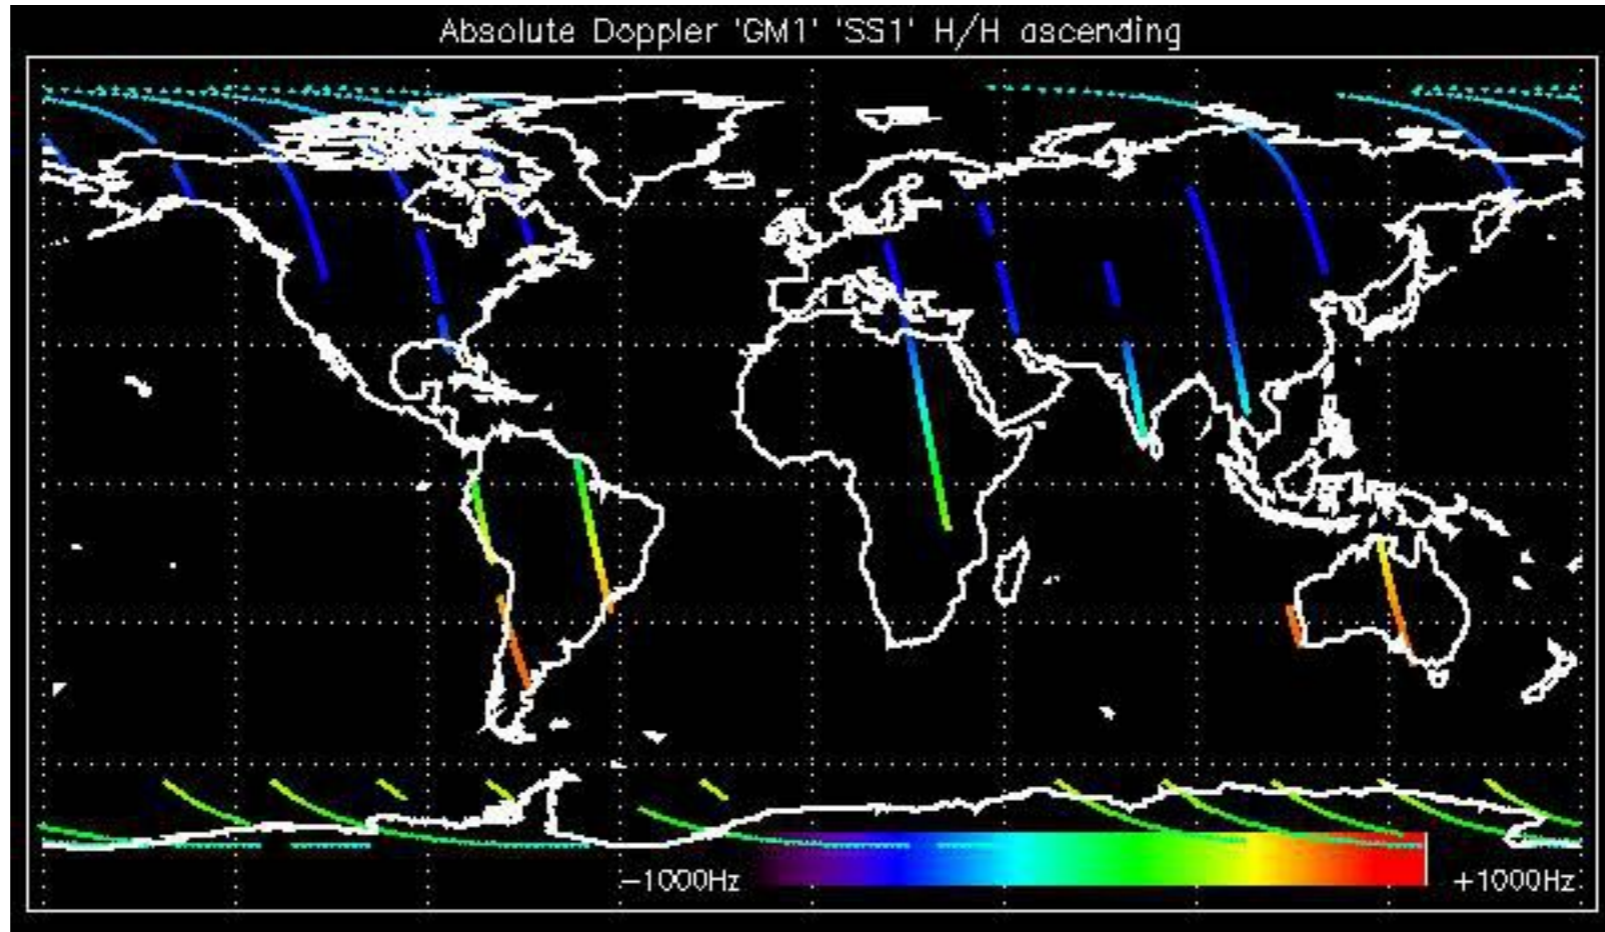 Absolute Doppler 'GM1' 'SS1' H/H ascending
−1000Hz
+1000Hz